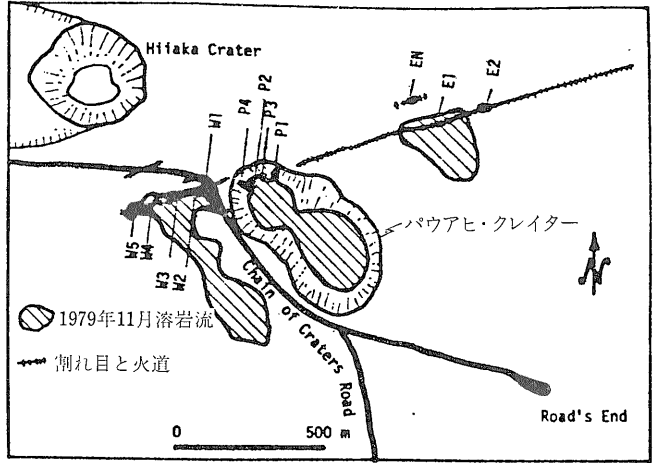 Hiiaka Crater
EN
E1
E2
P2
P4
P3
P1
W1
パウアヒ・クレイター
W5
W4
W3
W2
N
Chain of Craters Road
1979年11月溶岩流
割れ目と火道
Road's End
0 500 m